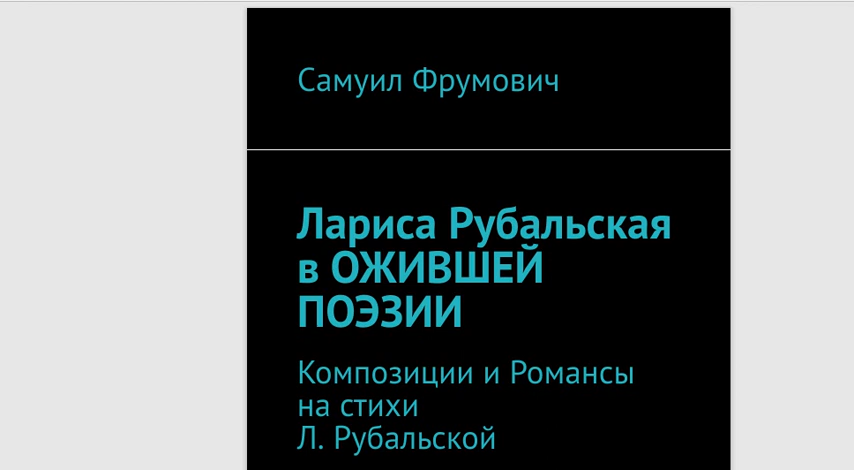 Самуил Фрумович
Лариса Рубальская
в ОЖИВШЕЙ
ПОЭЗИИ
Композиции и Романсы
на стихи
Л. Рубальской